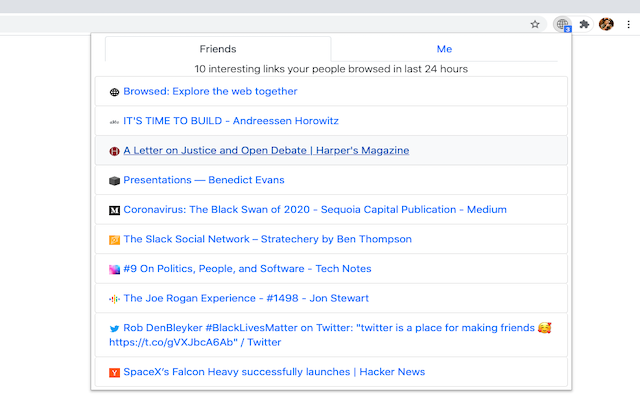 Friends
Me
10 interesting links your people browsed in last 24 hours
Browsed: Explore the web together
IT'S TIME TO BUILD - Andreessen Horowitz
A Letter on Justice and Open Debate | Harper's Magazine
Presentations — Benedict Evans
Coronavirus: The Black Swan of 2020 - Sequoia Capital Publication - Medium
The Slack Social Network – Stratechery by Ben Thompson
#9 On Politics, People, and Software - Tech Notes
The Joe Rogan Experience - #1498 - Jon Stewart
Rob DenBleyker #BlackLivesMatter on Twitter: "twitter is a place for making friends 🥰
https://t.co/gVXJbcA6Ab" / Twitter
SpaceX's Falcon Heavy successfully launches | Hacker News